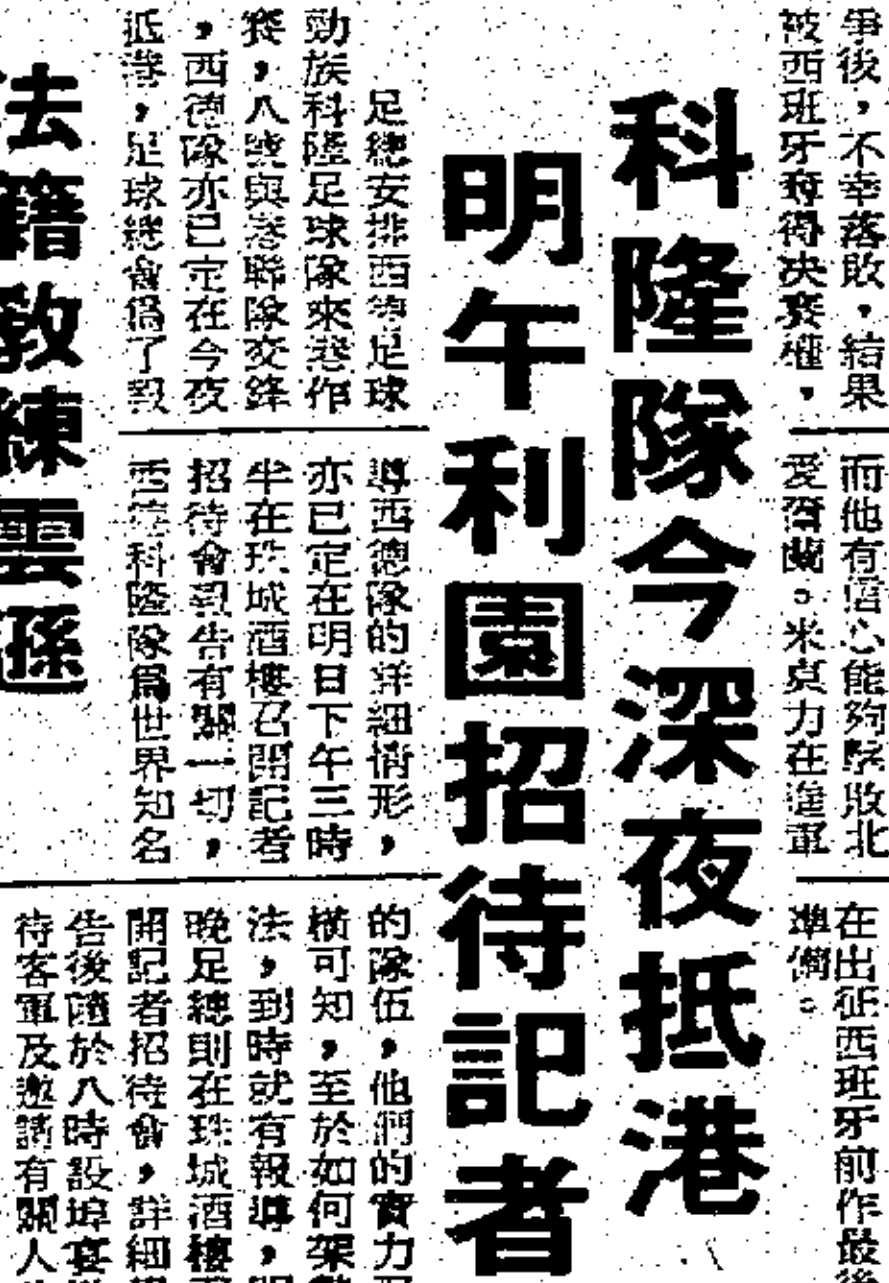 爭後，不幸落敗，結果
被西班牙奪得决賽權，
而他有信心能夠擊敗北
愛爾蘭。米克力在進軍
在出征西班牙前作最後
準備。
科隆隊今深夜抵港
明午利園招待記者
足總安排西德足球
勁旅科隆足球隊來港作
賽，八號與港聯隊交鋒
，西德隊亦已定在今夜
抵港，足球總會爲了報
導西德隊的詳細情形，
亦已定在明日下午三時
半在珠城酒樓召開記者
招待會報告有關一切，
西德科隆隊爲世界知名
的隊伍，他們的實力
橫可知，至於如何架
法，到時就有報導，
晚足總則在珠城酒樓
開記者招待會，詳細
告後隨於八時設埠宴
待客軍及邀請有關人
法籍教練雲遜